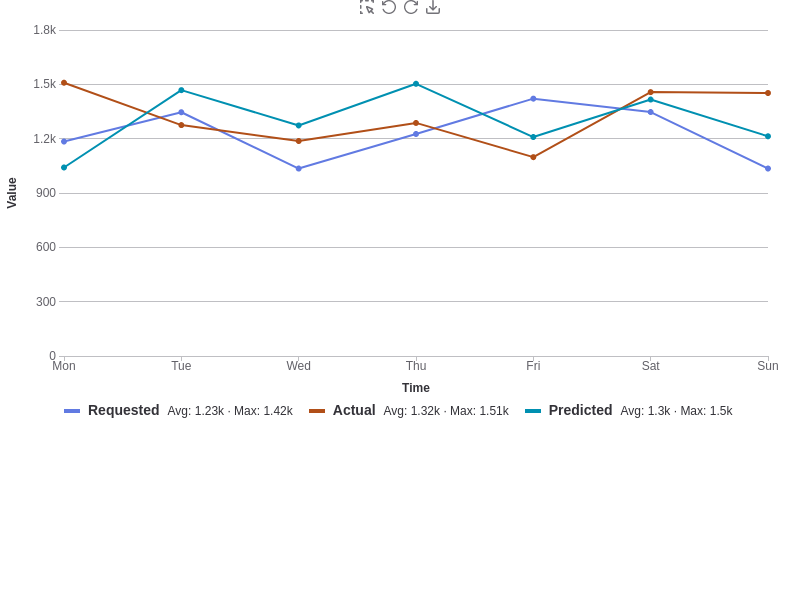 1.8k
1.5k
1.2k
900
600
300
0
Value
Mon Tue Wed Thu Fri Sat Sun
Time
Requested Avg: 1.23k · Max: 1.42k Actual Avg: 1.32k · Max: 1.51k Predicted Avg: 1.3k · Max: 1.5k